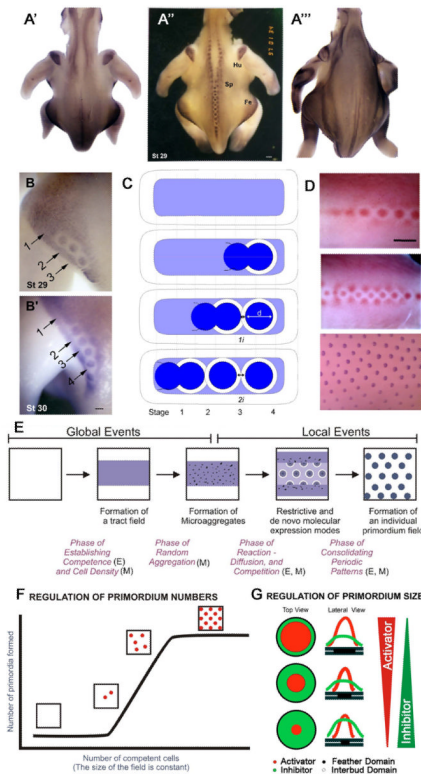 A'
A''
A'''
Hu
Sp
Fe
St 29
B
1
2
3
St 29
B'
1
2
3
4
St 30
C
d
1i
2i
Stage 1 2 3 4
D
E
Global Events
Local Events
Formation of a tract field
Formation of Microaggregates
Restrictive and de novo molecular expression modes
Formation of an individual primordium field
Phase of Establishing Competence (E) and Cell Density (M)
Phase of Random Aggregation (M)
Phase of Reaction - Diffusion, and Competition (E, M)
Phase of Consolidating Periodic Patterns (E, M)
F REGULATION OF PRIMORDIUM NUMBERS
Number of primordia formed
Number of competent cells
(The size of the field is constant)
G REGULATION OF PRIMORDIUM SIZE
Top View Lateral View
Activator
Inhibitor
Activator Feather Domain
Inhibitor Interbud Domain